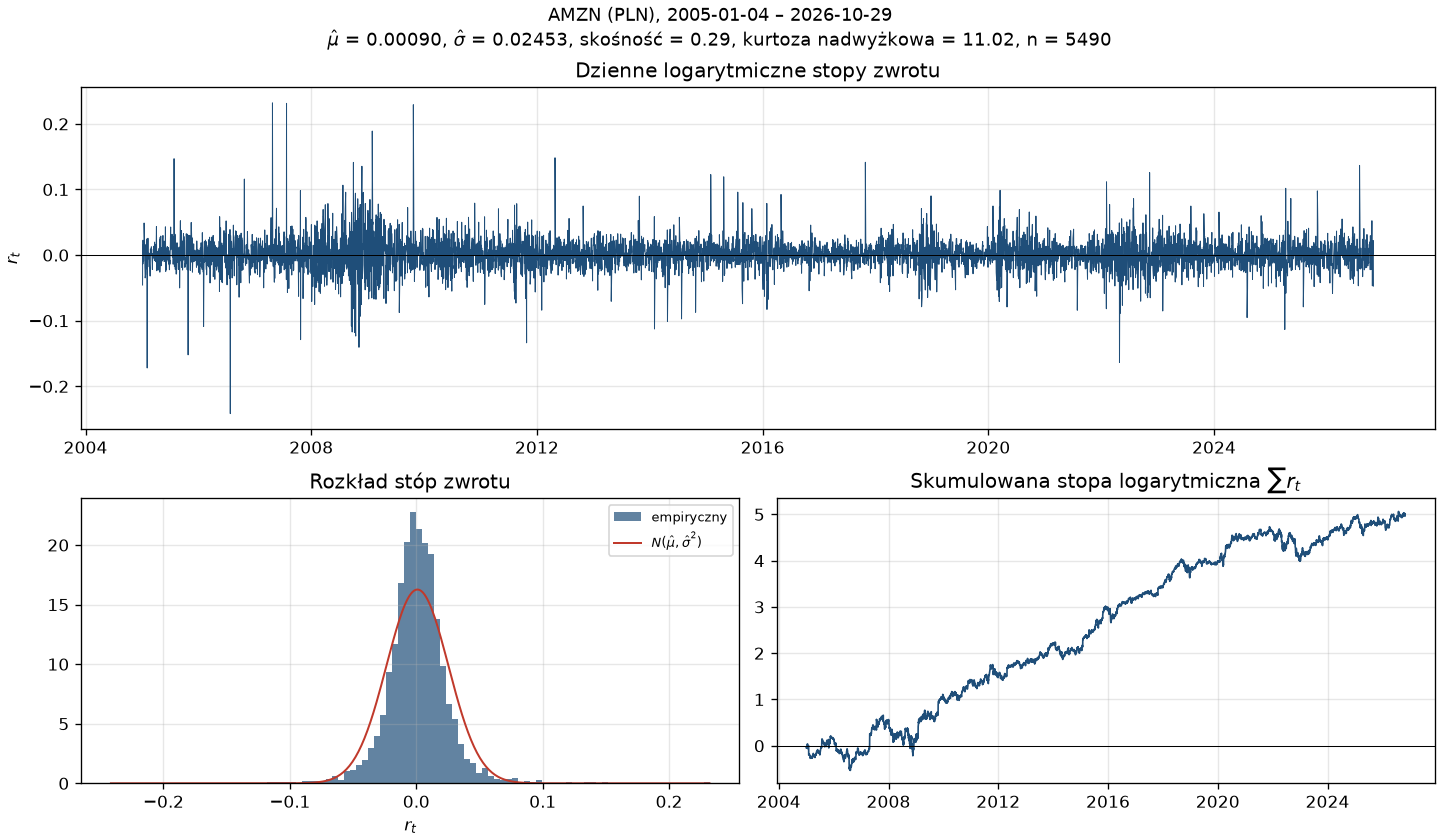 AMZN (PLN), 2005-01-04 – 2026-10-29
μ̂ = 0.00090, σ̂ = 0.02453, skośność = 0.29, kurtoza nadwyżkowa = 11.02, n = 5490
Dzienne logarytmiczne stopy zwrotu
r_t
0.2
0.1
0.0
−0.1
−0.2
2004 2008 2012 2016 2020 2024
Rozkład stóp zwrotu
empiryczny
N(μ̂, σ̂²)
20
15
10
5
0
−0.2 −0.1 0.0 0.1 0.2
r_t
Skumulowana stopa logarytmiczna ∑r_t
5
4
3
2
1
0
2004 2008 2012 2016 2020 2024